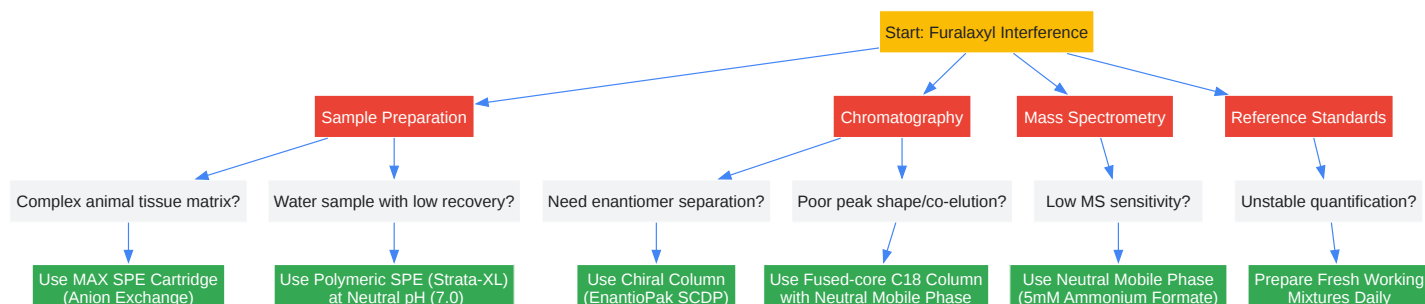 Start: Furalaxyl Interference
Sample Preparation
Chromatography
Mass Spectrometry
Reference Standards
Complex animal tissue matrix?
Water sample with low recovery?
Need enantiomer separation?
Poor peak shape/co-elution?
Low MS sensitivity?
Unstable quantification?
Use MAX SPE Cartridge
(Anion Exchange)
Use Polymeric SPE (Strata-XL)
at Neutral pH (7.0)
Use Chiral Column
(EnantioPak SCDP)
Use Fused-core C18 Column
with Neutral Mobile Phase
Use Neutral Mobile Phase
(5mM Ammonium Formate)
Prepare Fresh Working
Mixtures Daily